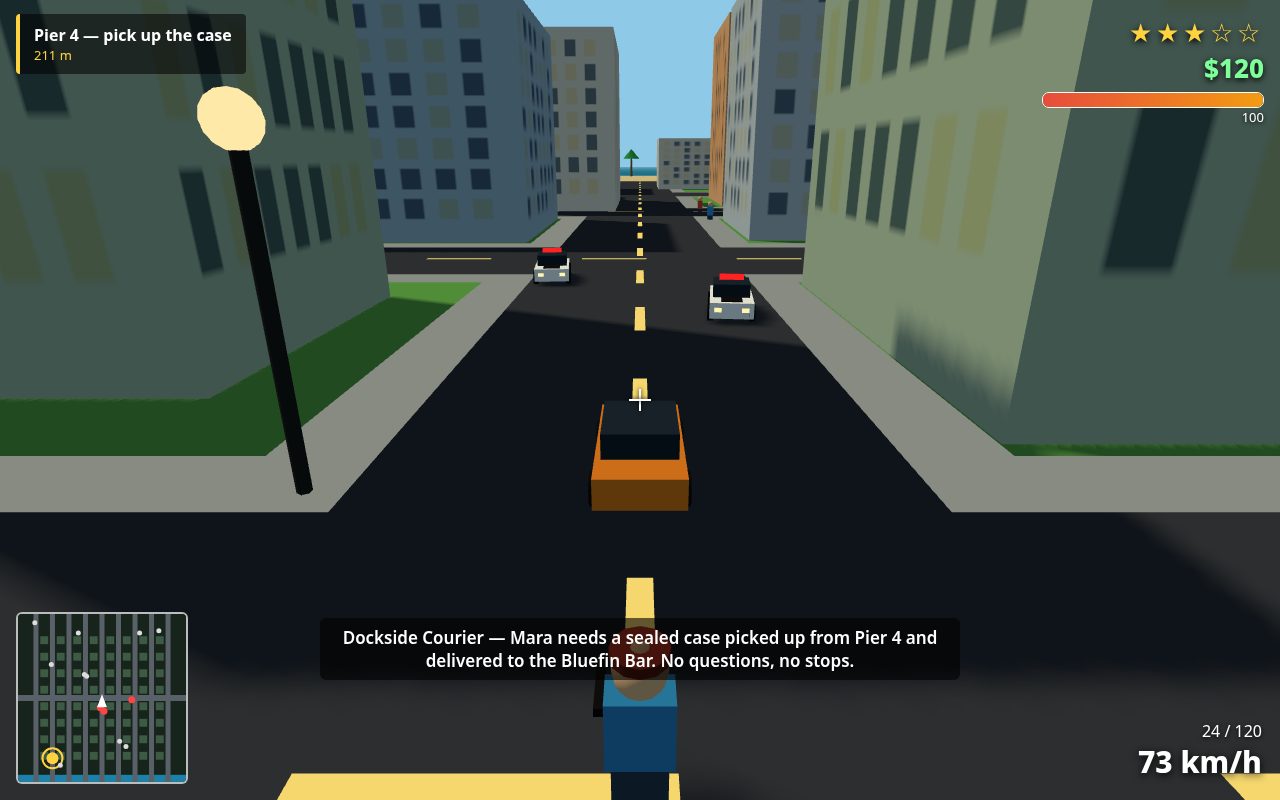 Pier 4 — pick up the case
211 m
★★★☆☆
$120
100
Dockside Courier — Mara needs a sealed case picked up from Pier 4 and
delivered to the Bluefin Bar. No questions, no stops.
24 / 120
73 km/h